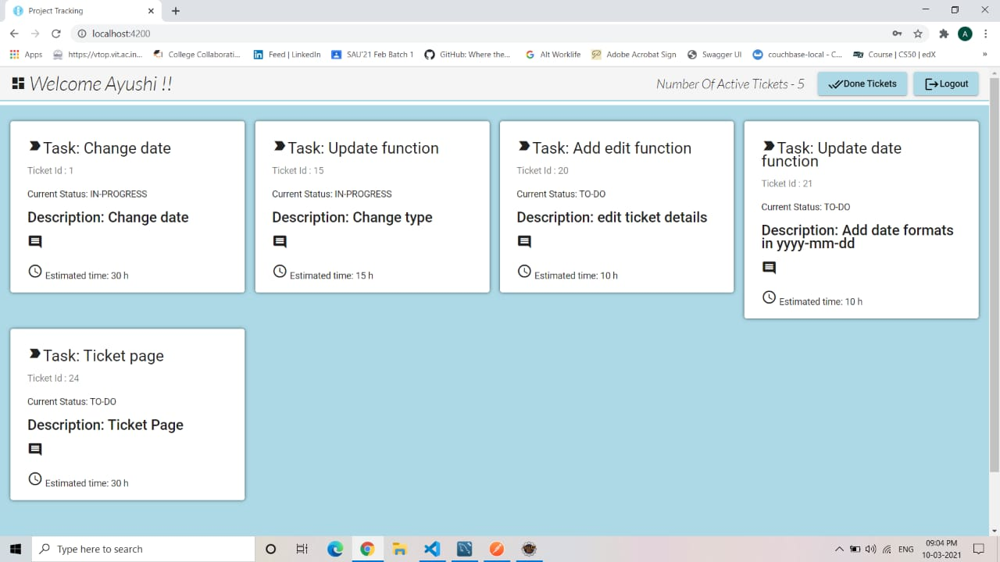 Project Tracking
localhost:4200
A
Apps https://vtop.vit.ac.in... College Collaborati... Feed | LinkedIn SAU'21 Feb Batch 1 GitHub: Where the... Alt Worklife Adobe Acrobat Sign Swagger UI couchbase-local - C... Course | CS50 | edX »
Welcome Ayushi !! Number Of Active Tickets - 5 Done Tickets Logout
Task: Change date
Ticket Id : 1
Current Status: IN-PROGRESS
Description: Change date
Estimated time: 30 h
Task: Update function
Ticket Id : 15
Current Status: IN-PROGRESS
Description: Change type
Estimated time: 15 h
Task: Add edit function
Ticket Id : 20
Current Status: TO-DO
Description: edit ticket details
Estimated time: 10 h
Task: Update date
function
Ticket Id : 21
Current Status: TO-DO
Description: Add date formats
in yyyy-mm-dd
Estimated time: 10 h
Task: Ticket page
Ticket Id : 24
Current Status: TO-DO
Description: Ticket Page
Estimated time: 30 h
Type here to search
ENG
09:04 PM
10-03-2021